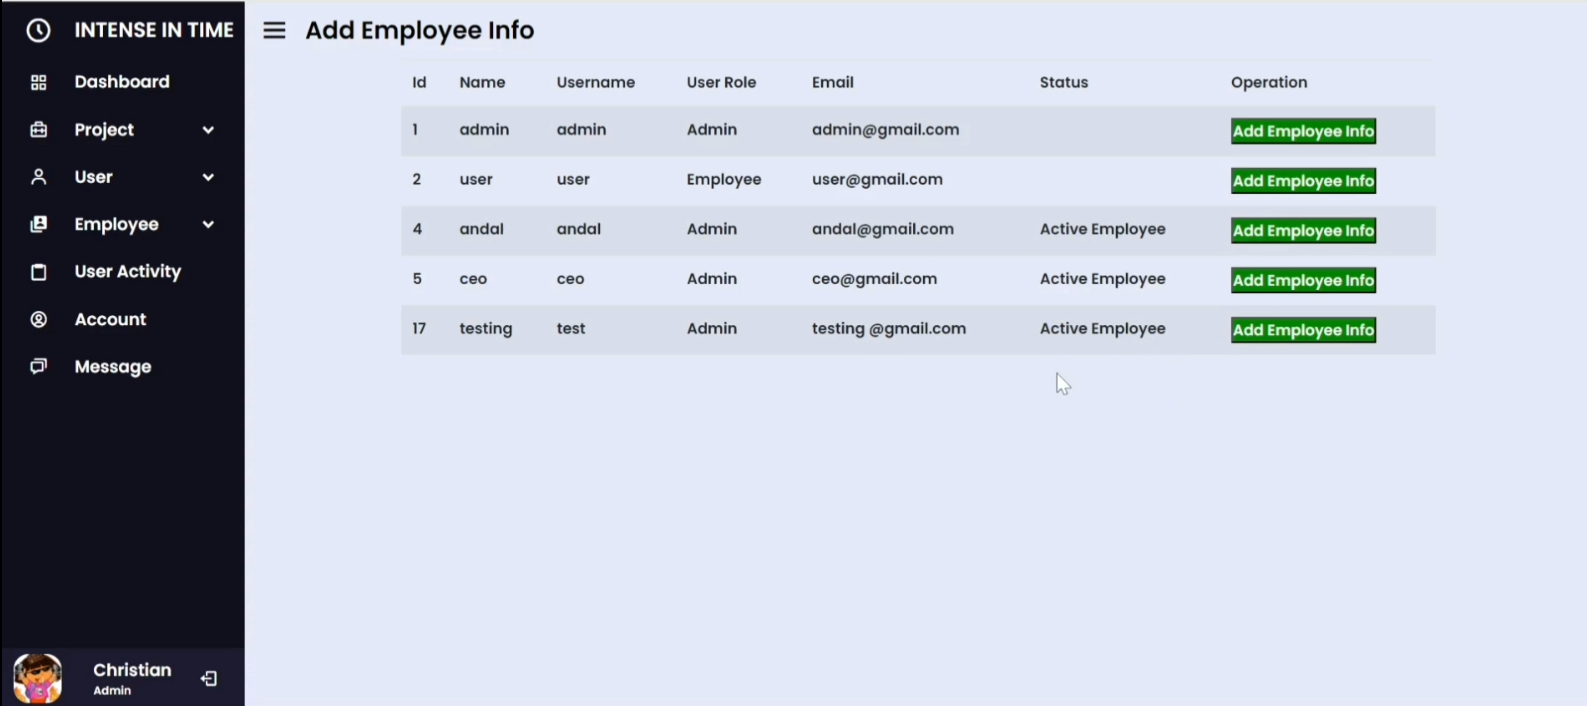 INTENSE IN TIME
Dashboard
Project
User
Employee
User Activity
Account
Message
Christian
Admin
Add Employee Info
Id Name Username User Role Email Status Operation
1 admin admin Admin admin@gmail.com Add Employee Info
2 user user Employee user@gmail.com Add Employee Info
4 andal andal Admin andal@gmail.com Active Employee Add Employee Info
5 ceo ceo Admin ceo@gmail.com Active Employee Add Employee Info
17 testing test Admin testing @gmail.com Active Employee Add Employee Info